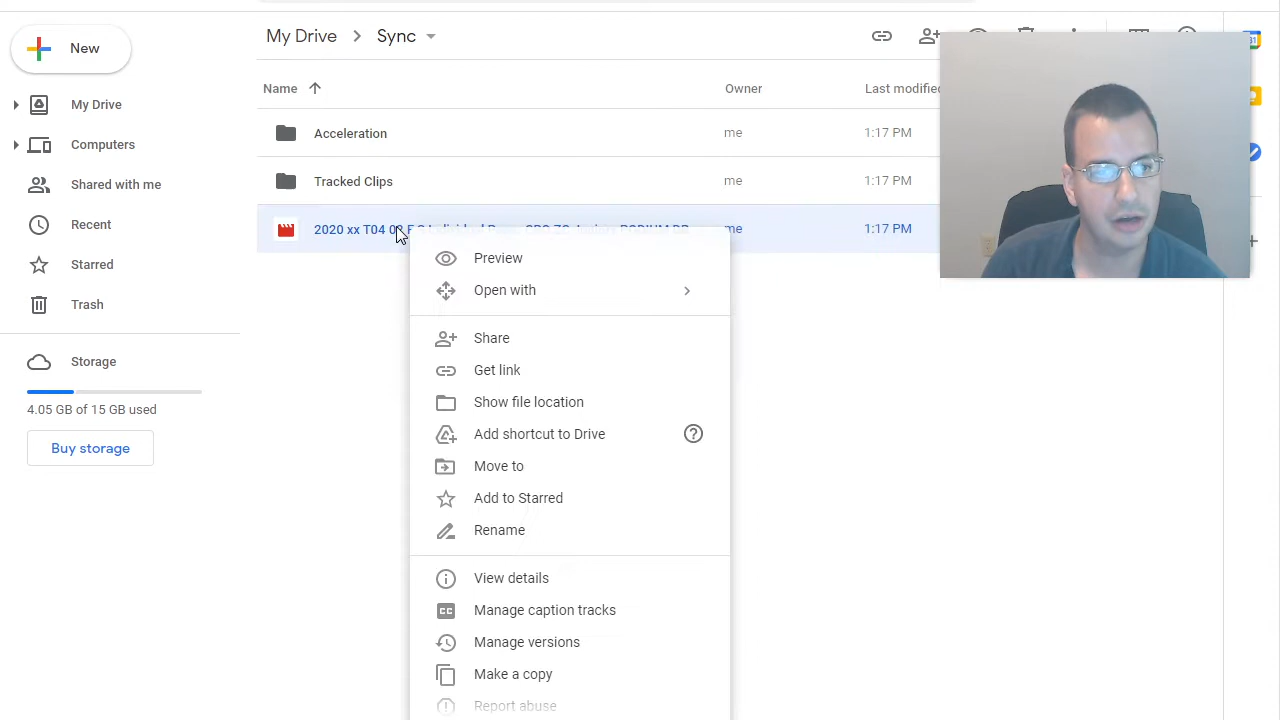 New
My Drive
Computers
Shared with me
Recent
Starred
Trash
Storage
4.05 GB of 15 GB used
Buy storage
My Drive > Sync
Name
Owner
Last modified
Acceleration
me
1:17 PM
Tracked Clips
me
1:17 PM
2020 xx T04
me
1:17 PM
Preview
Open with
Share
Get link
Show file location
Add shortcut to Drive
Move to
Add to Starred
Rename
View details
CC
Manage caption tracks
Manage versions
Make a copy
Report abuse